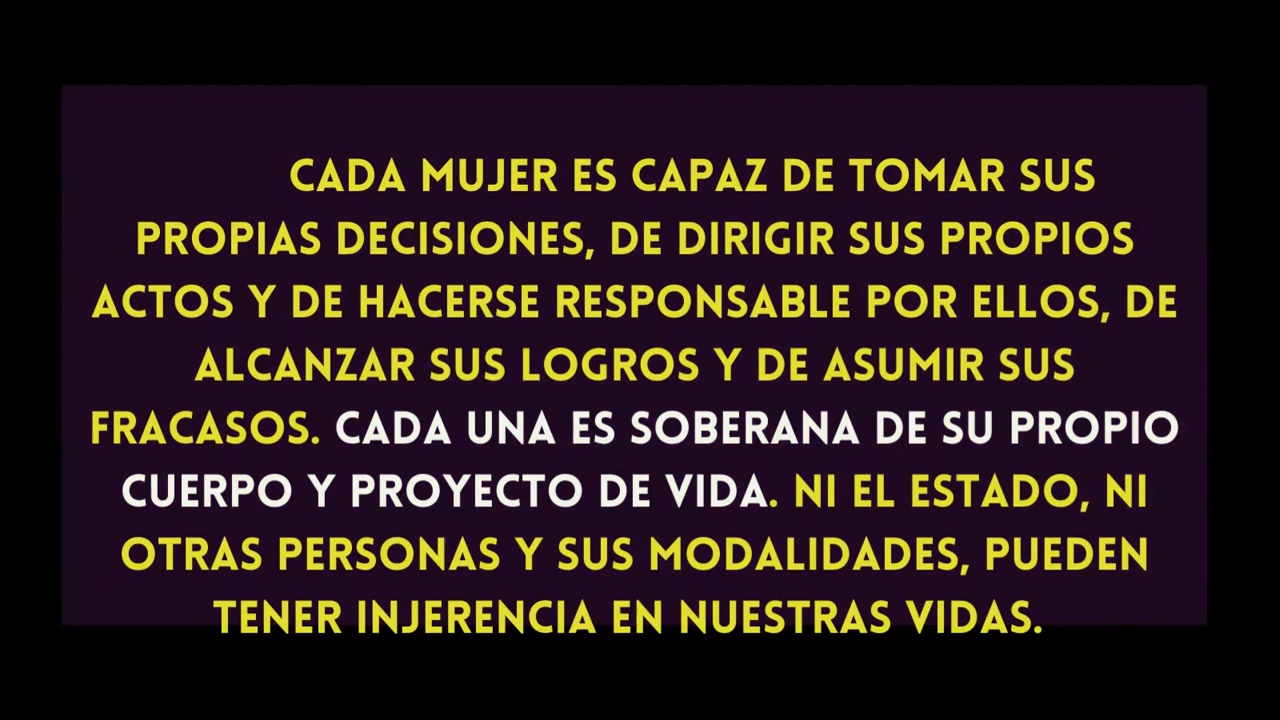 CADA MUJER ES CAPAZ DE TOMAR SUS
PROPIAS DECISIONES, DE DIRIGIR SUS PROPIOS
ACTOS Y DE HACERSE RESPONSABLE POR ELLOS, DE
ALCANZAR SUS LOGROS Y DE ASUMIR SUS
FRACASOS. CADA UNA ES SOBERANA DE SU PROPIO
CUERPO Y PROYECTO DE VIDA. NI EL ESTADO, NI
OTRAS PERSONAS Y SUS MODALIDADES, PUEDEN
TENER INJERENCIA EN NUESTRAS VIDAS.